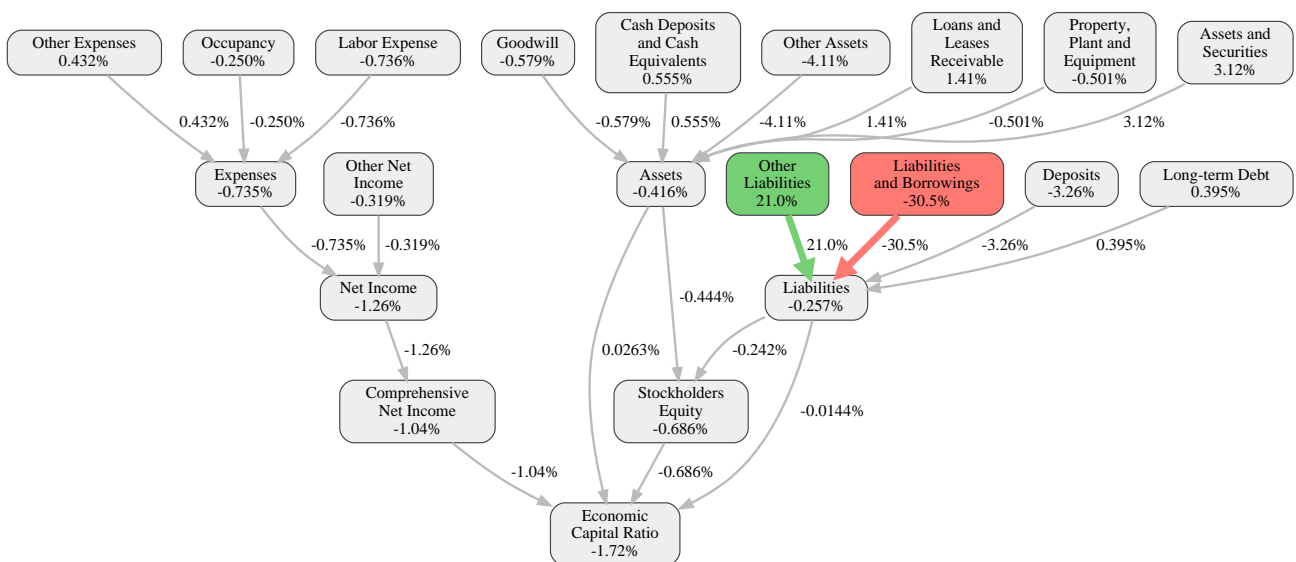 Other Expenses
0.432%
Occupancy
-0.250%
Labor Expense
-0.736%
Goodwill
-0.579%
Cash Deposits
and Cash
Equivalents
0.555%
Other Assets
-4.11%
Loans and
Leases
Receivable
1.41%
Property,
Plant and
Equipment
-0.501%
Assets and
Securities
3.12%
0.432%
-0.250%
-0.736%
-0.579%
0.555%
-4.11%
1.41%
-0.501%
3.12%
Expenses
-0.735%
Other Net
Income
-0.319%
Assets
-0.416%
Other
Liabilities
21.0%
Liabilities
and Borrowings
-30.5%
Deposits
-3.26%
Long-term Debt
0.395%
-0.735%
-0.319%
21.0%
-30.5%
-3.26%
0.395%
Net Income
-1.26%
-0.444%
Liabilities
-0.257%
-1.26%
0.0263%
-0.242%
Comprehensive
Net Income
-1.04%
Stockholders
Equity
-0.686%
-0.0144%
-1.04%
-0.686%
Economic
Capital Ratio
-1.72%